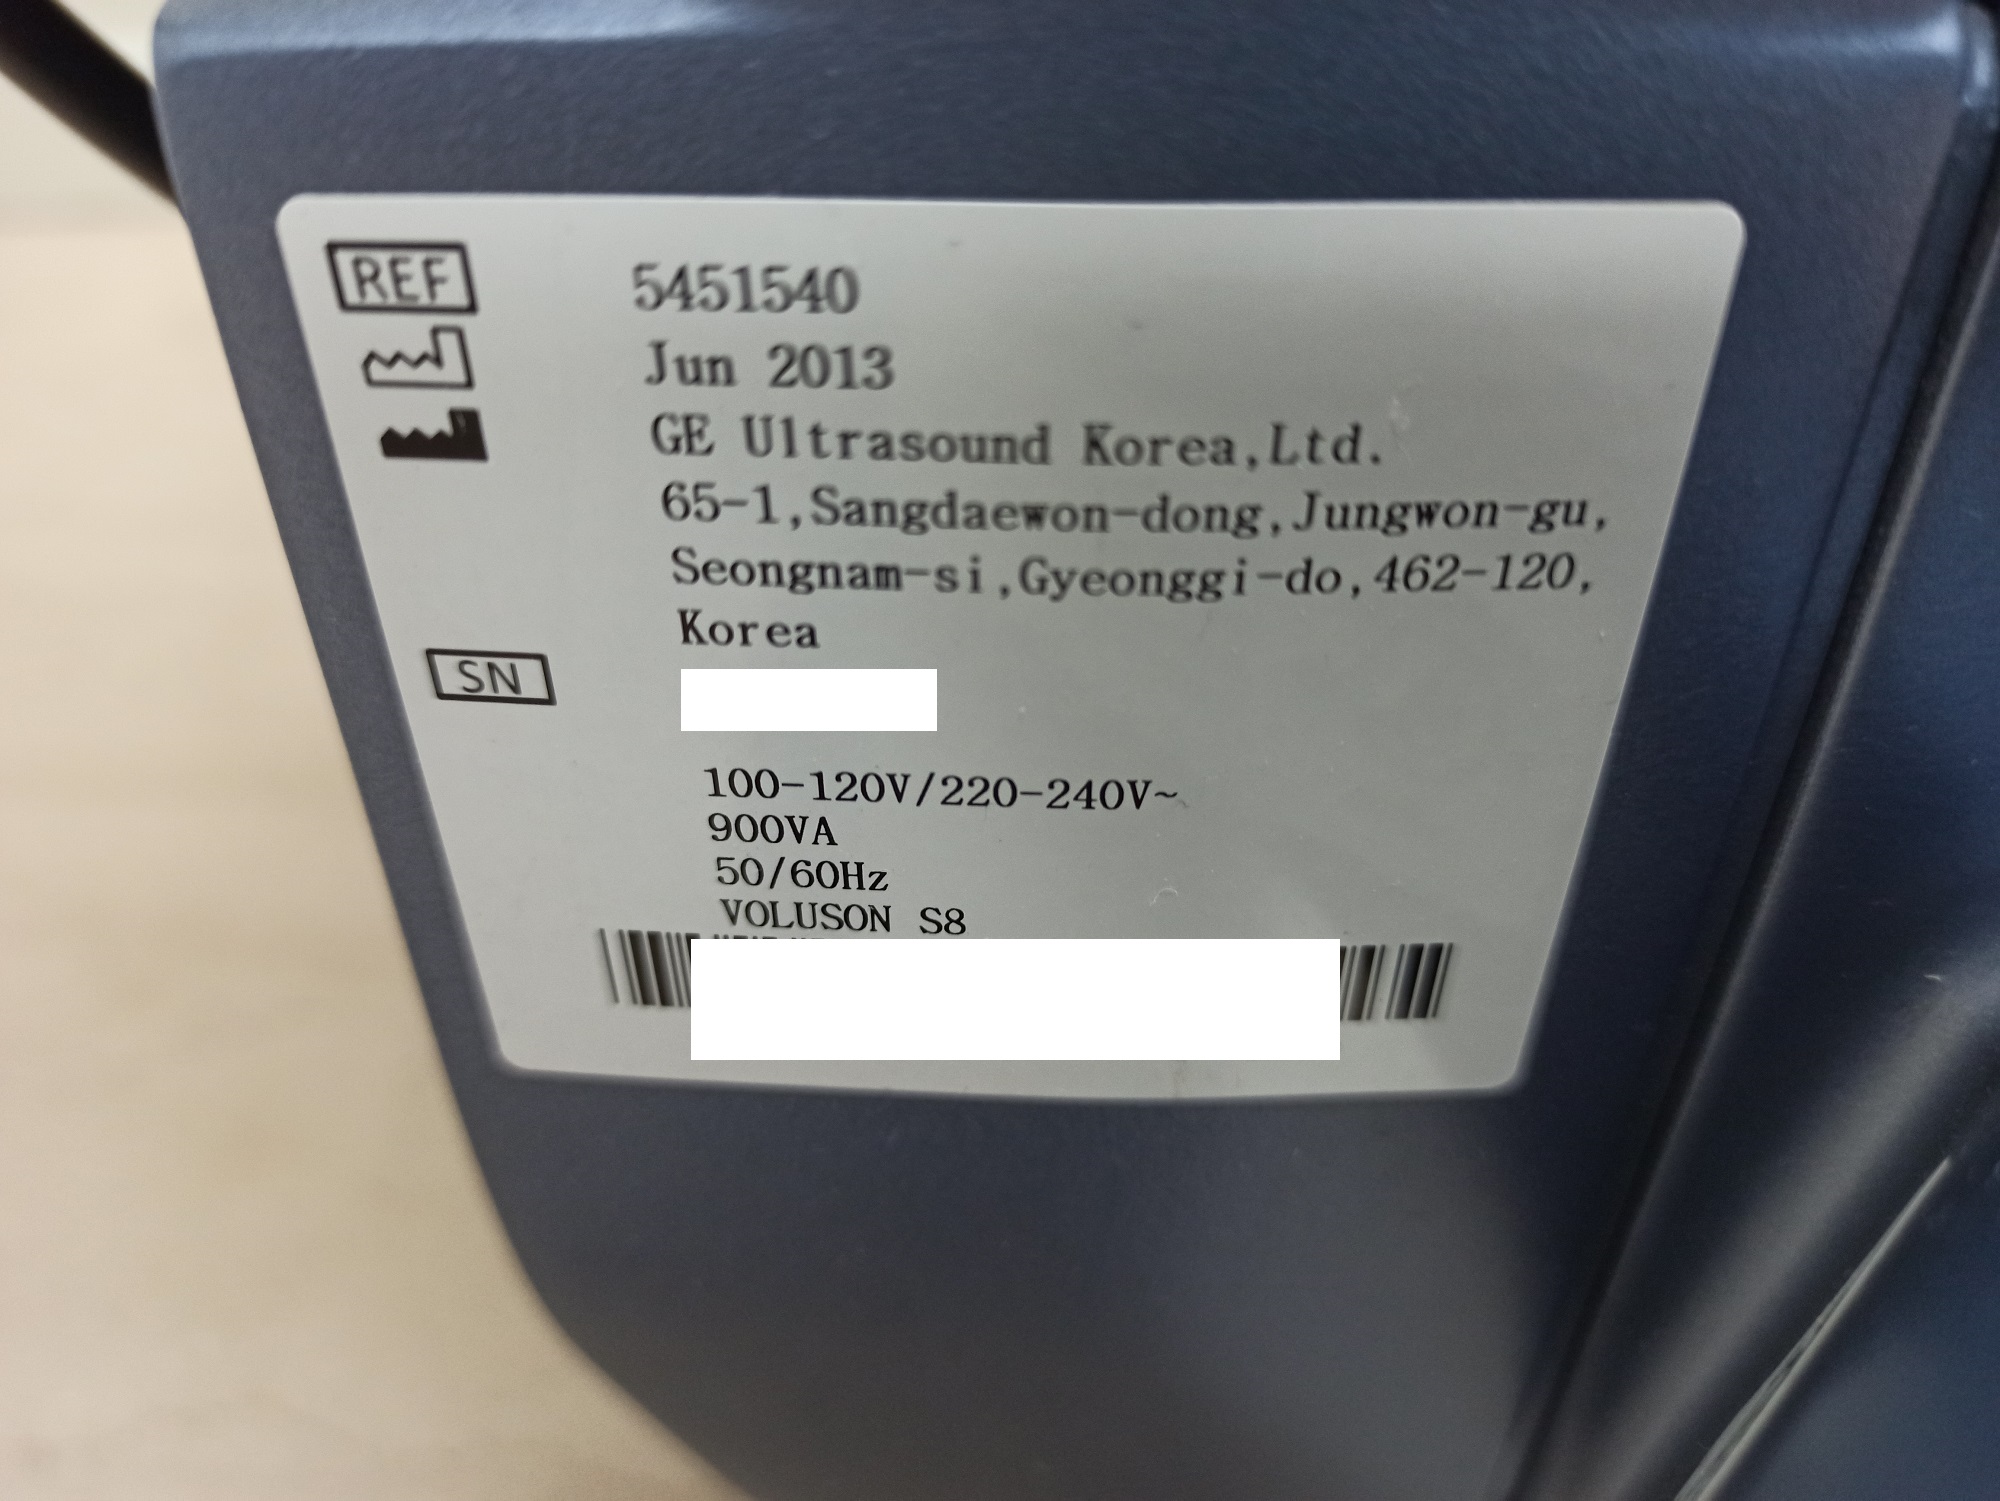 REF 5451540
Jun 2013
GE Ultrasound Korea,Ltd.
65-1,Sangdaewon-dong,Jungwon-gu,
Seongnam-si,Gyeonggi-do,462-120,
Korea
SN
100-120V/220-240V~
900VA
50/60Hz
VOLUSON S8